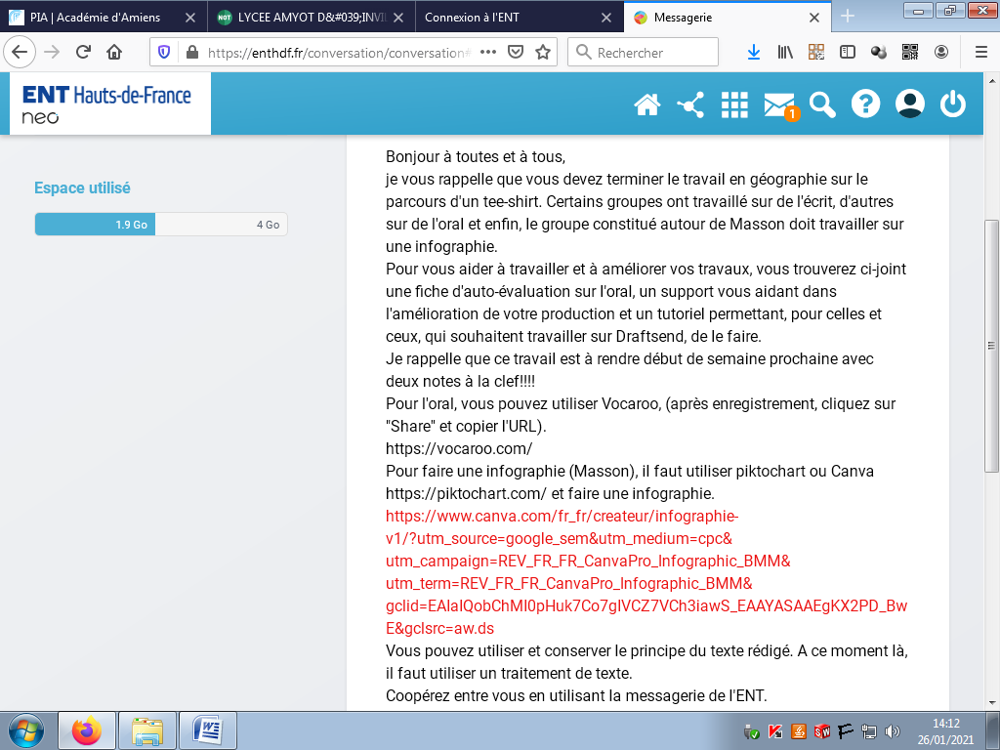 PIA | Académie d'Amiens
NOT
LYCEE AMYOT D&#039;INVI
Connexion à l'ENT
Messagerie
https://enthdf.fr/conversation/conversation#
Rechercher
ENT Hauts-de-France
neo
1
Espace utilisé
1.9 Go
4 Go
Bonjour à toutes et à tous,
je vous rappelle que vous devez terminer le travail en géographie sur le
parcours d'un tee-shirt. Certains groupes ont travaillé sur de l'écrit, d'autres
sur de l'oral et enfin, le groupe constitué autour de Masson doit travailler sur
une infographie.
Pour vous aider à travailler et à améliorer vos travaux, vous trouverez ci-joint
une fiche d'auto-évaluation sur l'oral, un support vous aidant dans
l'amélioration de votre production et un tutoriel permettant, pour celles et
ceux, qui souhaitent travailler sur Draftsend, de le faire.
Je rappelle que ce travail est à rendre début de semaine prochaine avec
deux notes à la clef!!!!
Pour l'oral, vous pouvez utiliser Vocaroo, (après enregistrement, cliquez sur
"Share" et copier l'URL).
https://vocaroo.com/
Pour faire une infographie (Masson), il faut utiliser piktochart ou Canva
https://piktochart.com/ et faire une infographie.
https://www.canva.com/fr_fr/createur/infographie-
v1/?utm_source=google_sem&utm_medium=cpc&
utm_campaign=REV_FR_FR_CanvaPro_Infographic_BMM&
utm_term=REV_FR_FR_CanvaPro_Infographic_BMM&
gclid=EAIaIQobChMI0pHuk7Co7gIVCZ7VCh3iawS_EAAYASAAEgKX2PD_Bw
E&gclsrc=aw.ds
Vous pouvez utiliser et conserver le principe du texte rédigé. A ce moment là,
il faut utiliser un traitement de texte.
Coopérez entre vous en utilisant la messagerie de l'ENT.
14:12
26/01/2021